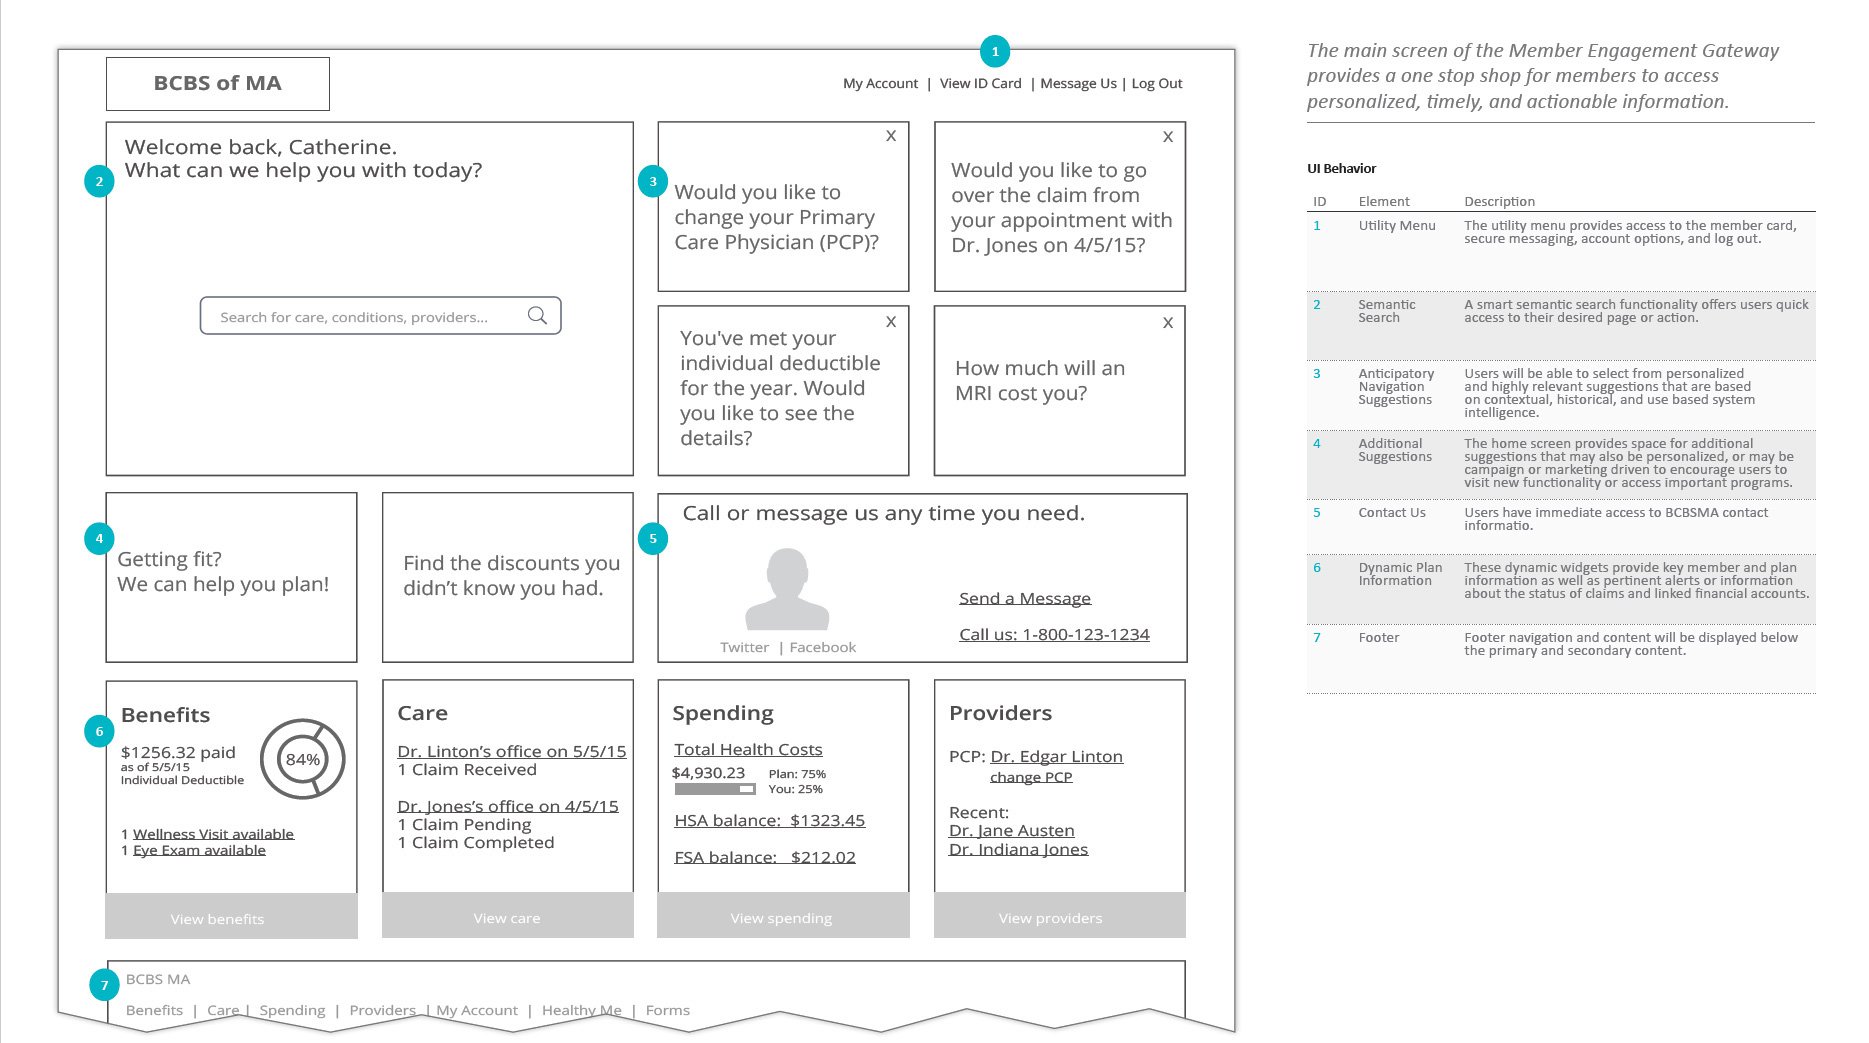 1
BCBS of MA
My Account | View ID Card | Message Us | Log Out
2
Welcome back, Catherine.
What can we help you with today?
Search for care, conditions, providers...
3
X
Would you like to
change your Primary
Care Physician (PCP)?
X
Would you like to go
over the claim from
your appointment with
Dr. Jones on 4/5/15?
X
You've met your
individual deductible
for the year. Would
you like to see the
details?
X
How much will an
MRI cost you?
4
Getting fit?
We can help you plan!
Find the discounts you
didn’t know you had.
5
Call or message us any time you need.
Twitter | Facebook
Send a Message
Call us: 1-800-123-1234
6
Benefits
$1256.32 paid
as of 5/5/15
Individual Deductible
84%
1 Wellness Visit available
1 Eye Exam available
View benefits
Care
Dr. Linton’s office on 5/5/15
1 Claim Received
Dr. Jones’s office on 4/5/15
1 Claim Pending
1 Claim Completed
View care
Spending
Total Health Costs
$4,930.23
Plan: 75%
You: 25%
HSA balance: $1323.45
FSA balance: $212.02
View spending
Providers
PCP: Dr. Edgar Linton
change PCP
Recent:
Dr. Jane Austen
Dr. Indiana Jones
View providers
7
BCBS MA
Benefits | Care | Spending | Providers | My Account | Healthy Me | Forms
The main screen of the Member Engagement Gateway
provides a one stop shop for members to access
personalized, timely, and actionable information.
UI Behavior
ID Element Description
1 Utility Menu The utility menu provides access to the member card,
secure messaging, account options, and log out.
2 Semantic A smart semantic search functionality offers users quick
Search access to their desired page or action.
3 Anticipatory Users will be able to select from personalized
Navigation and highly relevant suggestions that are based
Suggestions on contextual, historical, and use based system
intelligence.
4 Additional The home screen provides space for additional
Suggestions suggestions that may also be personalized, or may be
campaign or marketing driven to encourage users to
visit new functionality or access important programs.
5 Contact Us Users have immediate access to BCBSMA contact
informatio.
6 Dynamic Plan These dynamic widgets provide key member and plan
Information information as well as pertinent alerts or information
about the status of claims and linked financial accounts.
7 Footer Footer navigation and content will be displayed below
the primary and secondary content.